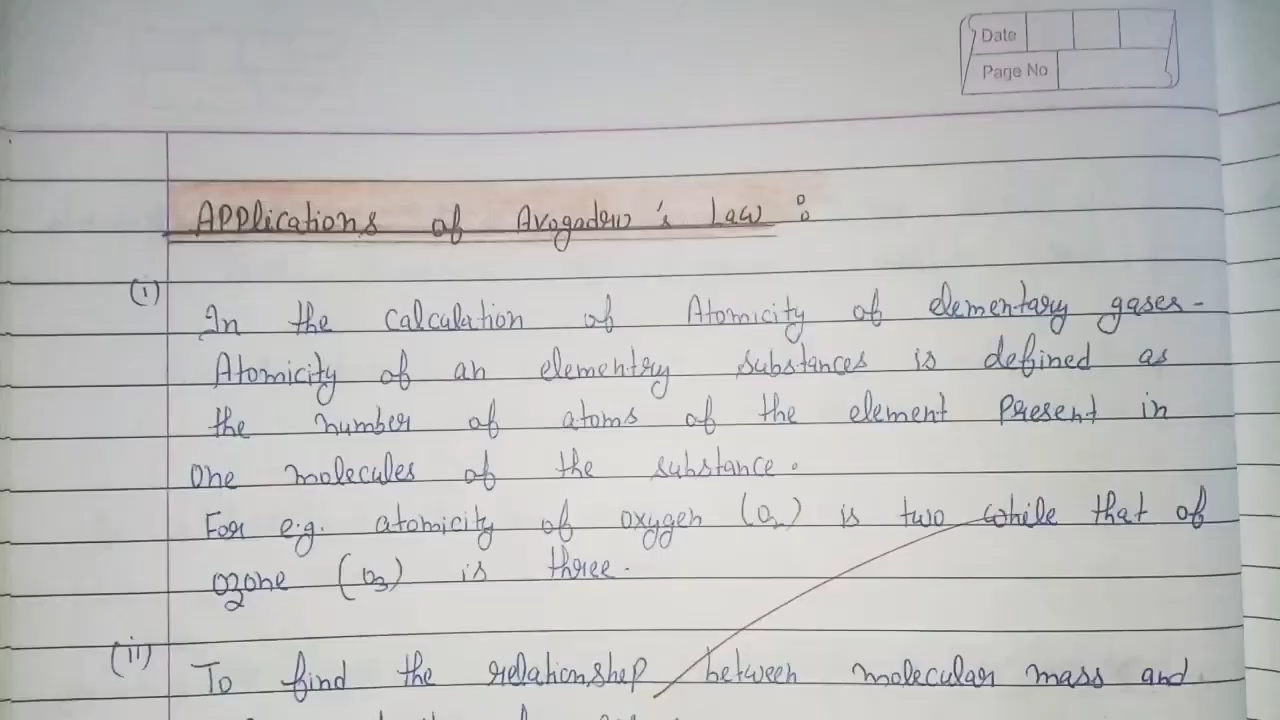 Date
Page No
Applications of Avogadro's Law :
(i)
In the calculation of Atomicity of elementary gases-
Atomicity of an elementry substances is defined as
the number of atoms of the element present in
one molecules of the substance.
For e.g. atomicity of oxygen (O₂) is two while that of
ozone (O₃) is three.
(ii)
To find the relationshep between molecular mass and